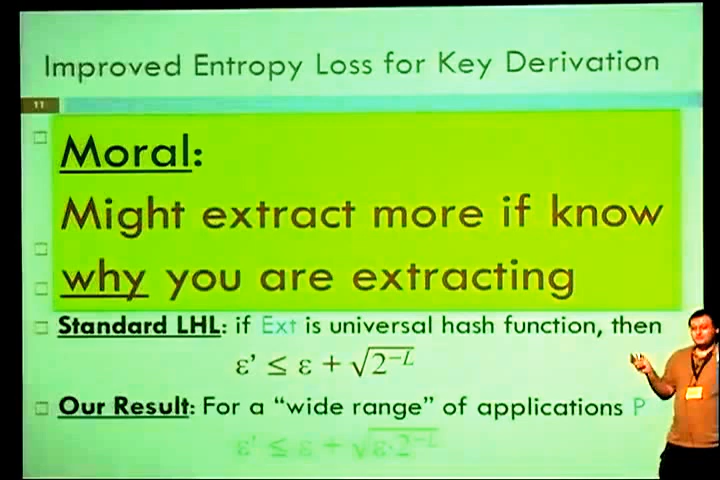 Improved Entropy Loss for Key Derivation
11
Moral:
Might extract more if know
why you are extracting
Standard LHL: if Ext is universal hash function, then
ε' ≤ ε + √2⁻ᴸ
Our Result: For a “wide range” of applications P
ε' ≤ ε + √ε·2⁻ᴸ